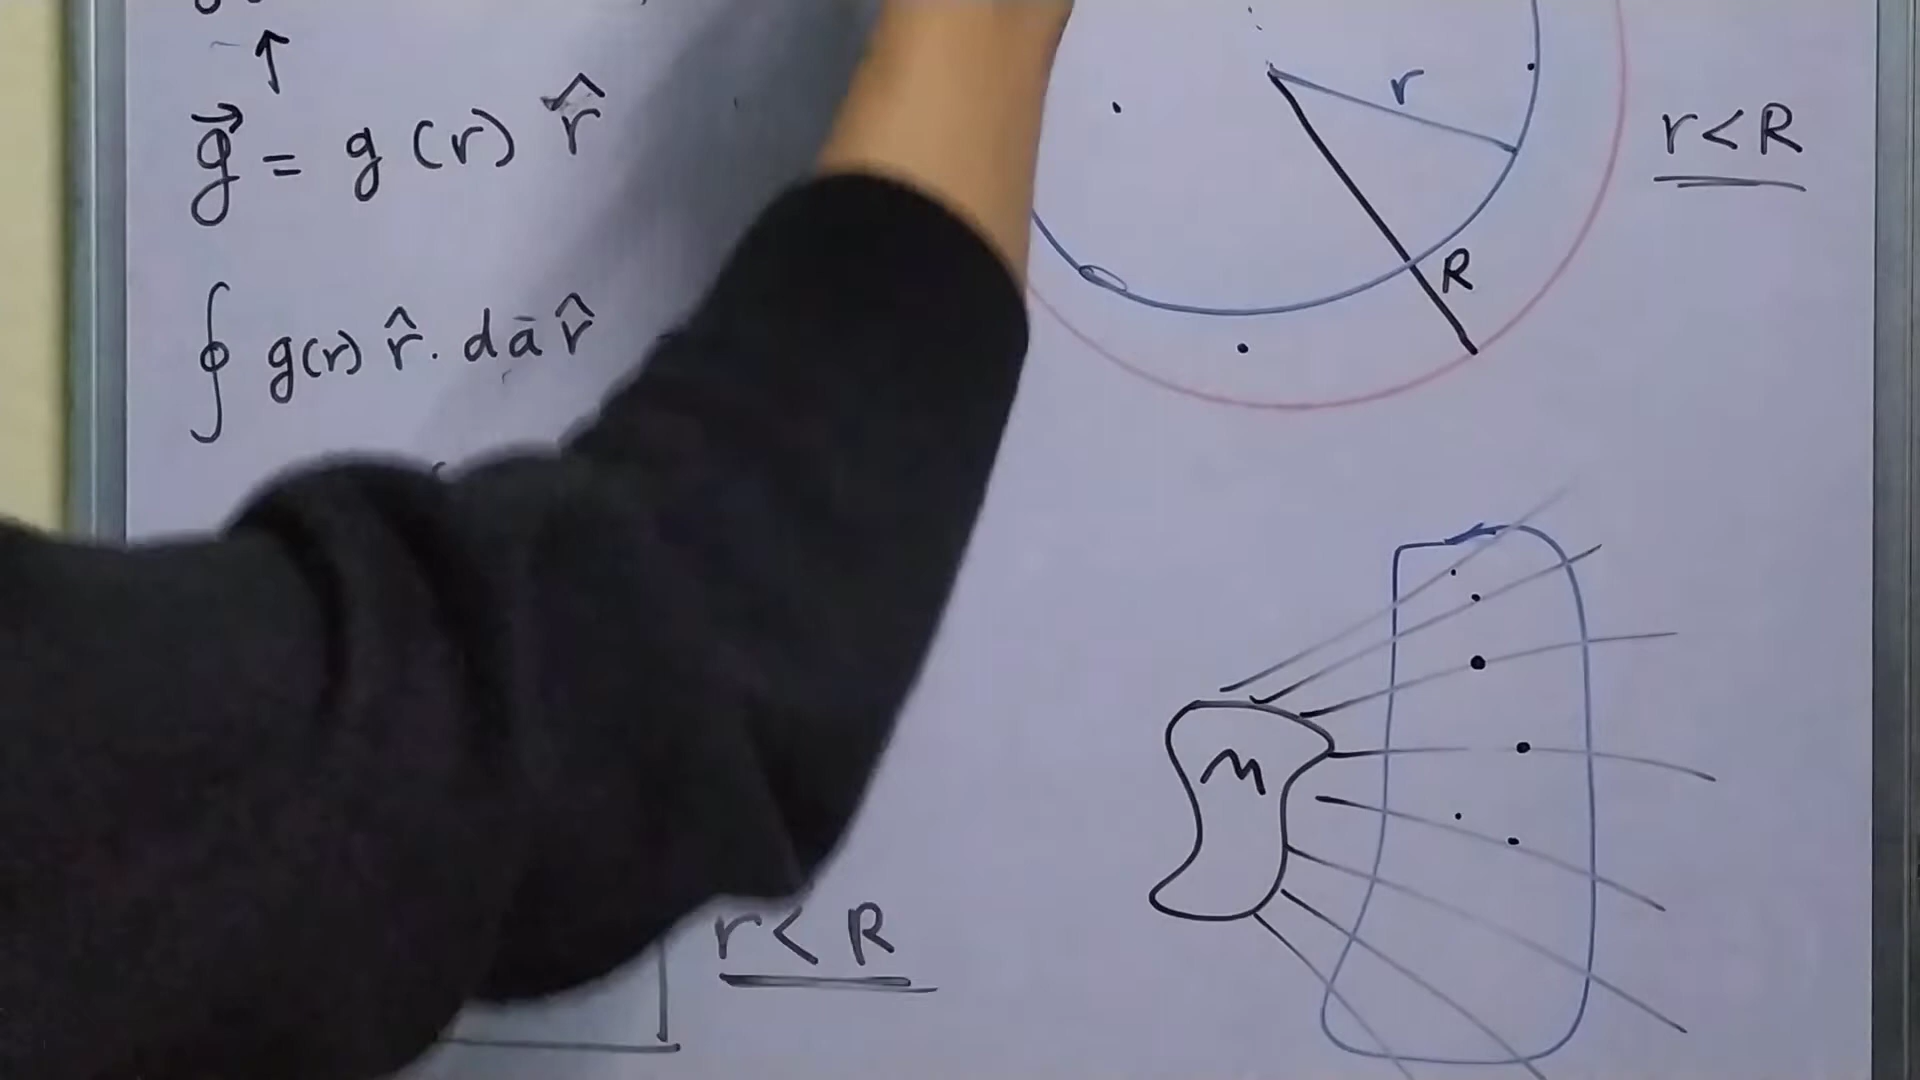 g⃗ = g (r) r̂
∮ g(r) r̂ . da r̂
r < R
r
r < R
R
M